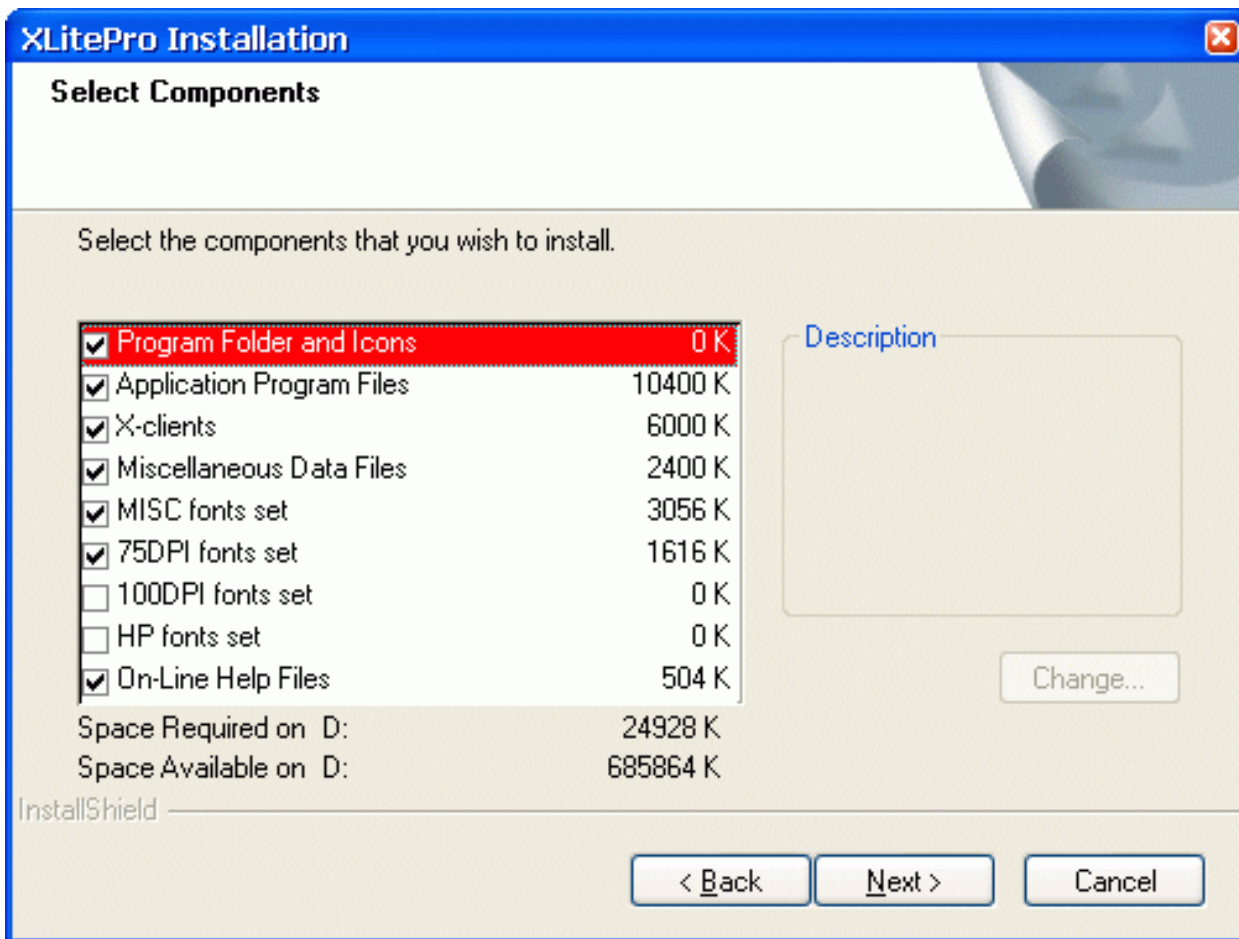 XLitePro Installation
Select Components
Select the components that you wish to install.
Program Folder and Icons 0 K
Application Program Files 10400 K
X-clients 6000 K
Miscellaneous Data Files 2400 K
MISC fonts set 3056 K
75DPI fonts set 1616 K
100DPI fonts set 0 K
HP fonts set 0 K
On-Line Help Files 504 K
Description
Change...
Space Required on D: 24928 K
Space Available on D: 685864 K
InstallShield
< Back Next > Cancel